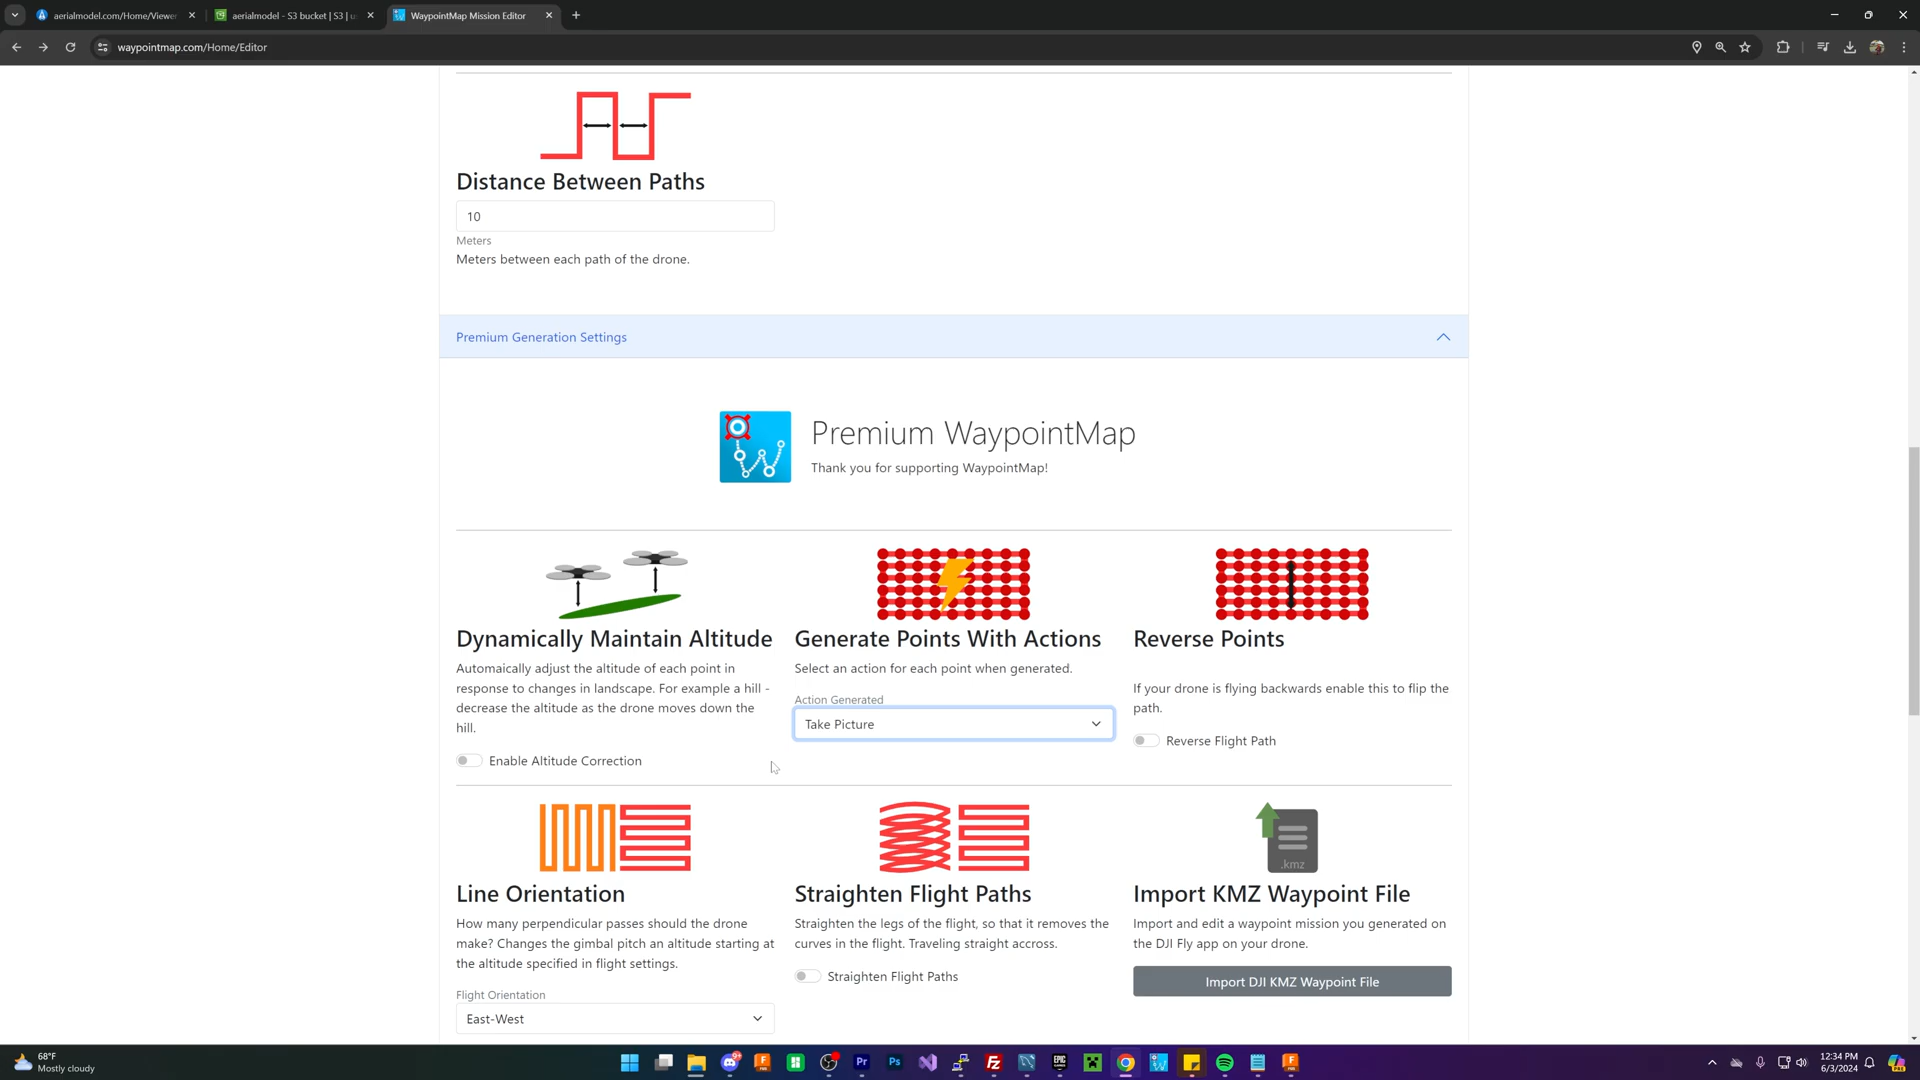 aerialmodel.com/Home/Viewer
aerialmodel - S3 bucket | S3 | u
WaypointMap Mission Editor
waypointmap.com/Home/Editor
Distance Between Paths
10
Meters
Meters between each path of the drone.
Premium Generation Settings
Premium WaypointMap
Thank you for supporting WaypointMap!
Dynamically Maintain Altitude
Automaically adjust the altitude of each point in
response to changes in landscape. For example a hill -
decrease the altitude as the drone moves down the
hill.
Enable Altitude Correction
Generate Points With Actions
Select an action for each point when generated.
Action Generated
Take Picture
Reverse Points
If your drone is flying backwards enable this to flip the
path.
Reverse Flight Path
Line Orientation
How many perpendicular passes should the drone
make? Changes the gimbal pitch an altitude starting at
the altitude specified in flight settings.
Flight Orientation
East-West
Straighten Flight Paths
Straighten the legs of the flight, so that it removes the
curves in the flight. Traveling straight accross.
Straighten Flight Paths
.kmz
Import KMZ Waypoint File
Import and edit a waypoint mission you generated on
the DJI Fly app on your drone.
Import DJI KMZ Waypoint File
68°F
Mostly cloudy
12:34 PM
6/3/2024